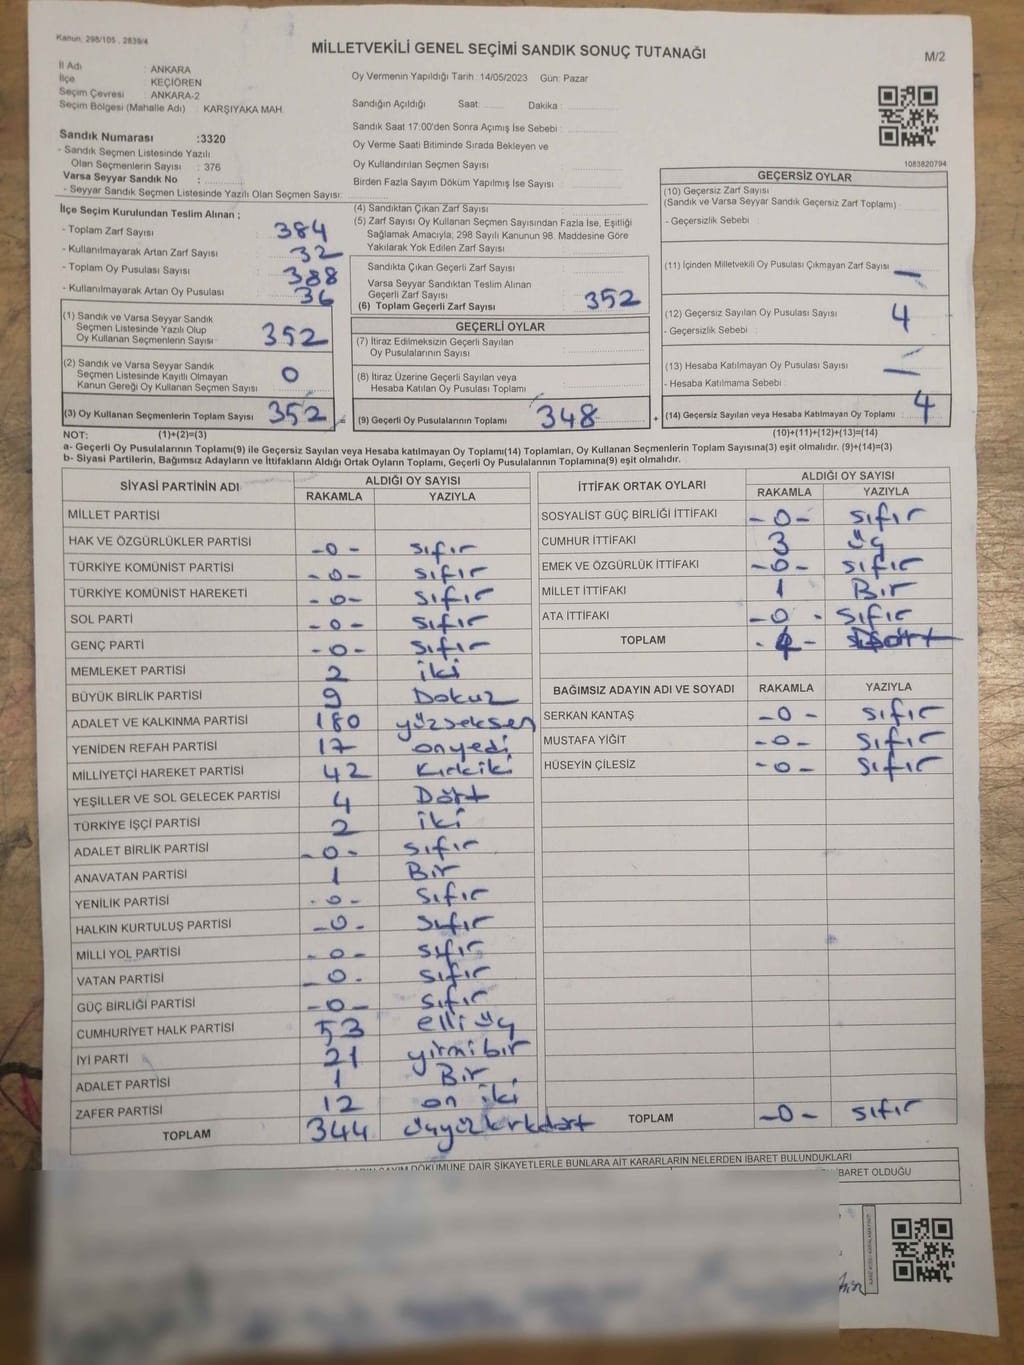 Kanun: 298/105 , 2839/4
MİLLETVEKİLİ GENEL SEÇİMİ SANDIK SONUÇ TUTANAĞI
M/2
İl Adı : ANKARA
İlçe : KEÇİÖREN
Seçim Çevresi : ANKARA-2
Seçim Bölgesi (Mahalle Adı) : KARŞIYAKA MAH.
Sandık Numarası :3320
- Sandık Seçmen Listesinde Yazılı
Olan Seçmenlerin Sayısı : 376
Varsa Seyyar Sandık No :
- Seyyar Sandık Seçmen Listesinde Yazılı Olan Seçmen Sayısı:
Oy Vermenin Yapıldığı Tarih : 14/05/2023 Gün: Pazar
Sandığın Açıldığı Saat: Dakika :
Sandık Saat 17:00'den Sonra Açımış İse Sebebi :
Oy Verme Saati Bitiminde Sırada Bekleyen ve
Oy Kullandırılan Seçmen Sayısı
Birden Fazla Sayım Döküm Yapılmış İse Sayısı :
1083820794
İlçe Seçim Kurulundan Teslim Alınan ;
- Toplam Zarf Sayısı 384
- Kullanılmayarak Artan Zarf Sayısı 32
- Toplam Oy Pusulası Sayısı 388
- Kullanılmayarak Artan Oy Pusulası 36
(1) Sandık ve Varsa Seyyar Sandık
Seçmen Listesinde Yazılı Olup
Oy Kullanan Seçmenlerin Sayısı 352
(2) Sandık ve Varsa Seyyar Sandık
Seçmen Listesinde Kayıtlı Olmayan
Kanun Gereği Oy Kullanan Seçmen Sayısı 0
(3) Oy Kullanan Seçmenlerin Toplam Sayısı 352 =
(4) Sandıktan Çıkan Zarf Sayısı
(5) Zarf Sayısı Oy Kullanan Seçmen Sayısından Fazla İse, Eşitliği
Sağlamak Amacıyla, 298 Sayılı Kanunun 98. Maddesine Göre
Yakılarak Yok Edilen Zarf Sayısı
Sandıkta Çıkan Geçerli Zarf Sayısı
Varsa Seyyar Sandıktan Teslim Alınan
Geçerli Zarf Sayısı
(6) Toplam Geçerli Zarf Sayısı 352
GEÇERLİ OYLAR
(7) İtiraz Edilmeksizin Geçerli Sayılan
Oy Pusulalarının Sayısı
(8) İtiraz Üzerine Geçerli Sayılan veya
Hesaba Katılan Oy Pusulası Toplamı
(9) Geçerli Oy Pusulalarının Toplamı 348 +
GEÇERSİZ OYLAR
(10) Geçersiz Zarf Sayısı
(Sandık ve Varsa Seyyar Sandık Geçersiz Zarf Toplamı) :
- Geçersizlik Sebebi :
(11) İçinden Milletvekili Oy Pusulası Çıkmayan Zarf Sayısı —
(12) Geçersiz Sayılan Oy Pusulası Sayısı 4
- Geçersizlik Sebebi :
(13) Hesaba Katılmayan Oy Pusulası Sayısı —
- Hesaba Katılmama Sebebi :
(14) Geçersiz Sayılan veya Hesaba Katılmayan Oy Toplamı 4
NOT: (1)+(2)=(3)
(10)+(11)+(12)+(13)=(14)
a- Geçerli Oy Pusulalarının Toplamı(9) ile Geçersiz Sayılan veya Hesaba katılmayan Oy Toplamı(14) Toplamları, Oy Kullanan Seçmenlerin Toplam Sayısına(3) eşit olmalıdır. (9)+(14)=(3)
b- Siyasi Partilerin, Bağımsız Adayların ve İttifakların Aldığı Ortak Oyların Toplamı, Geçerli Oy Pusulalarının Toplamına(9) eşit olmalıdır.
SİYASİ PARTİNİN ADI ALDIĞI OY SAYISI
RAKAMLA YAZIYLA
MİLLET PARTİSİ
HAK VE ÖZGÜRLÜKLER PARTİSİ -0- sıfır
TÜRKİYE KOMÜNİST PARTİSİ -0- sıfır
TÜRKİYE KOMÜNİST HAREKETİ -0- sıfır
SOL PARTİ -0- sıfır
GENÇ PARTİ -0- sıfır
MEMLEKET PARTİSİ 2 iki
BÜYÜK BİRLİK PARTİSİ 9 Dokuz
ADALET VE KALKINMA PARTİSİ 180 yüzseksen
YENİDEN REFAH PARTİSİ 17 onyedi
MİLLİYETÇİ HAREKET PARTİSİ 42 kırkiki
YEŞİLLER VE SOL GELECEK PARTİSİ 4 Dört
TÜRKİYE İŞÇİ PARTİSİ 2 iki
ADALET BİRLİK PARTİSİ -0- sıfır
ANAVATAN PARTİSİ 1 Bir
YENİLİK PARTİSİ -0- sıfır
HALKIN KURTULUŞ PARTİSİ -0- sıfır
MİLLİ YOL PARTİSİ -0- sıfır
VATAN PARTİSİ -0- sıfır
GÜÇ BİRLİĞİ PARTİSİ -0- sıfır
CUMHURİYET HALK PARTİSİ 53 elli üç
İYİ PARTİ 21 yirmibir
ADALET PARTİSİ 1 Bir
ZAFER PARTİSİ 12 on iki
TOPLAM 344 üçyüzkırkdört
İTTİFAK ORTAK OYLARI ALDIĞI OY SAYISI
RAKAMLA YAZIYLA
SOSYALİST GÜÇ BİRLİĞİ İTTİFAKI -0- sıfır
CUMHUR İTTİFAKI 3 üç
EMEK VE ÖZGÜRLÜK İTTİFAKI -0- sıfır
MİLLET İTTİFAKI 1 Bir
ATA İTTİFAKI -0- sıfır
TOPLAM -4- Dört
BAĞIMSIZ ADAYIN ADI VE SOYADI RAKAMLA YAZIYLA
SERKAN KANTAŞ -0- sıfır
MUSTAFA YİĞİT -0- sıfır
HÜSEYİN ÇİLESİZ -0- sıfır
TOPLAM -0- sıfır
DÖKÜMÜNE DAİR ŞİKAYETLERLE BUNLARA AİT KARARLARIN NELERDEN İBARET BULUNDUKLARI
İBARET OLDUĞU